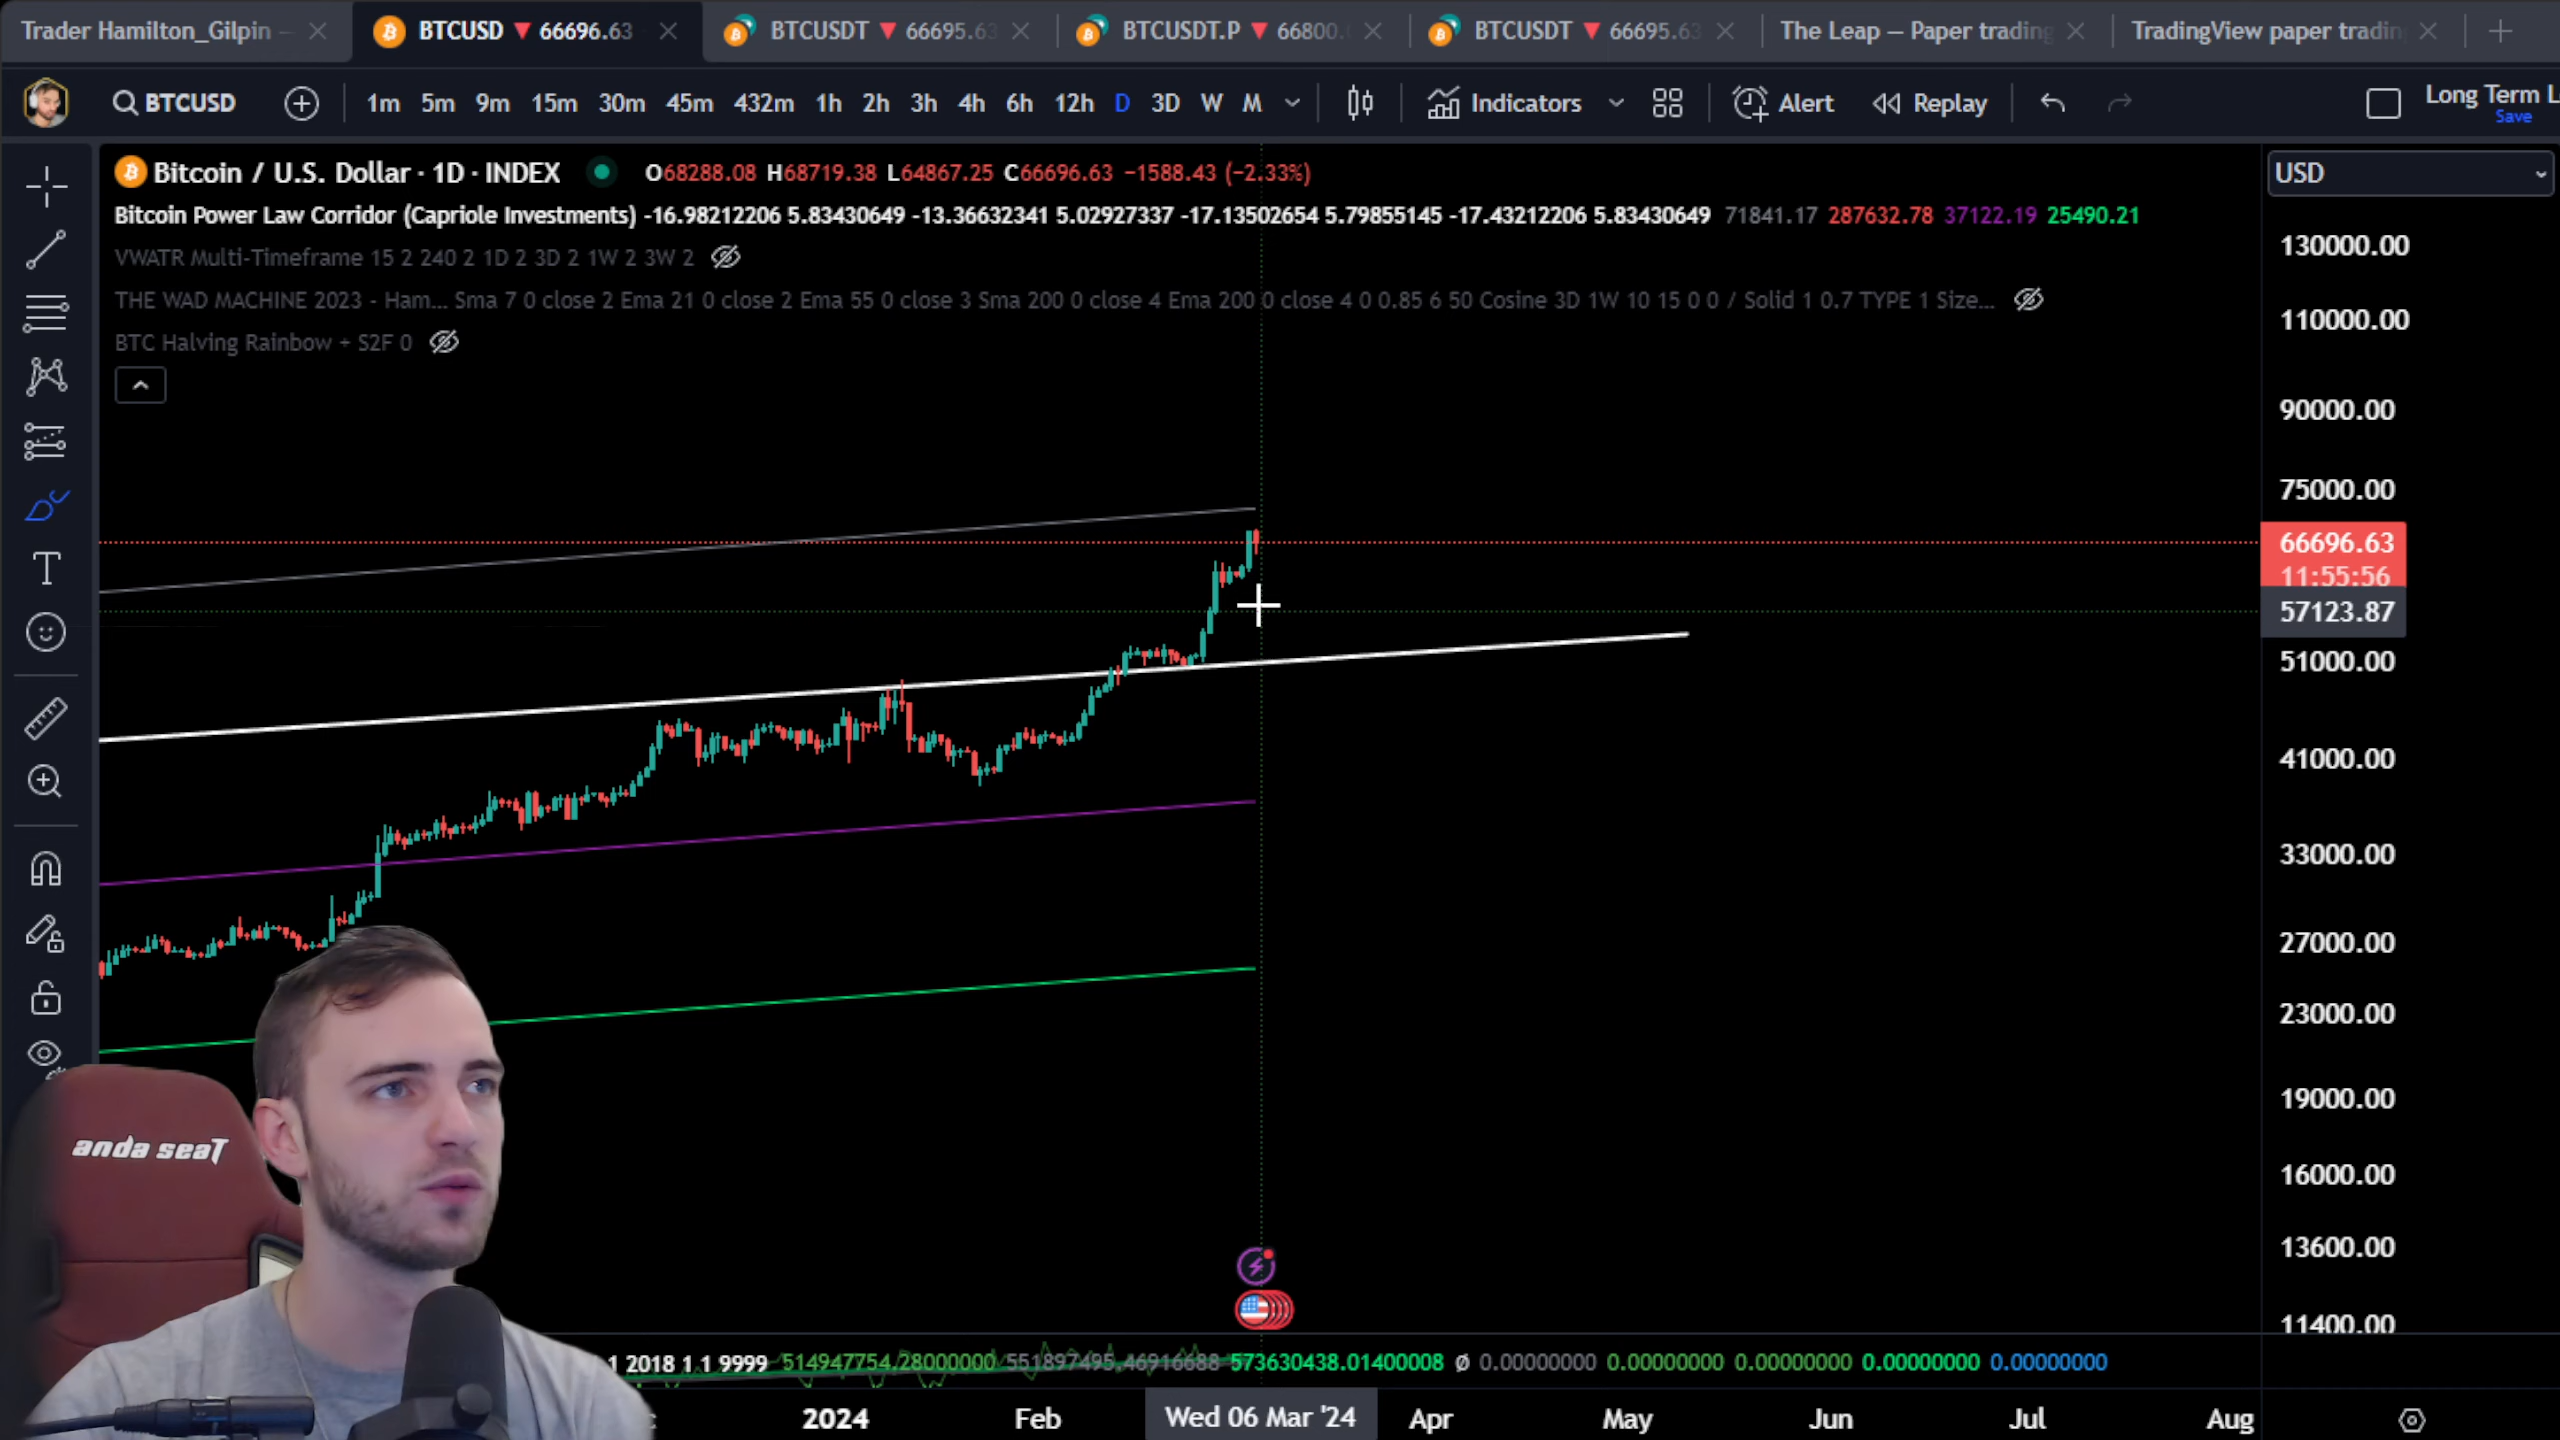 Trader Hamilton_Gilpin –
BTCUSD ▼ 66696.63
BTCUSDT ▼ 66695.63
BTCUSDT.P ▼ 66800.
BTCUSDT ▼ 66695.63
The Leap — Paper trading
TradingView paper tradin
BTCUSD
1m 5m 9m 15m 30m 45m 432m 1h 2h 3h 4h 6h 12h D 3D W M
Indicators
Alert
Replay
Long Term L
Save
Bitcoin / U.S. Dollar · 1D · INDEX O68288.08 H68719.38 L64867.25 C66696.63 −1588.43 (−2.33%)
Bitcoin Power Law Corridor (Capriole Investments) -16.98212206 5.83430649 -13.36632341 5.02927337 -17.13502654 5.79855145 -17.43212206 5.83430649 71841.17 287632.78 37122.19 25490.21
VWATR Multi-Timeframe 15 2 240 2 1D 2 3D 2 1W 2 3W 2
THE WAD MACHINE 2023 - Ham... Sma 7 0 close 2 Ema 21 0 close 2 Ema 55 0 close 3 Sma 200 0 close 4 Ema 200 0 close 4 0 0.85 6 50 Cosine 3D 1W 10 15 0 0 / Solid 1 0.7 TYPE 1 Size...
BTC Halving Rainbow + S2F 0
USD
130000.00
110000.00
90000.00
75000.00
66696.63
11:55:56
57123.87
51000.00
41000.00
33000.00
27000.00
23000.00
19000.00
16000.00
13600.00
11400.00
anda seaT
1 2018 1 1 9999 514947754.28000000 551897495.46916688 573630438.01400008 ø 0.00000000 0.00000000 0.00000000 0.00000000 0.00000000
2024 Feb Wed 06 Mar '24 Apr May Jun Jul Aug